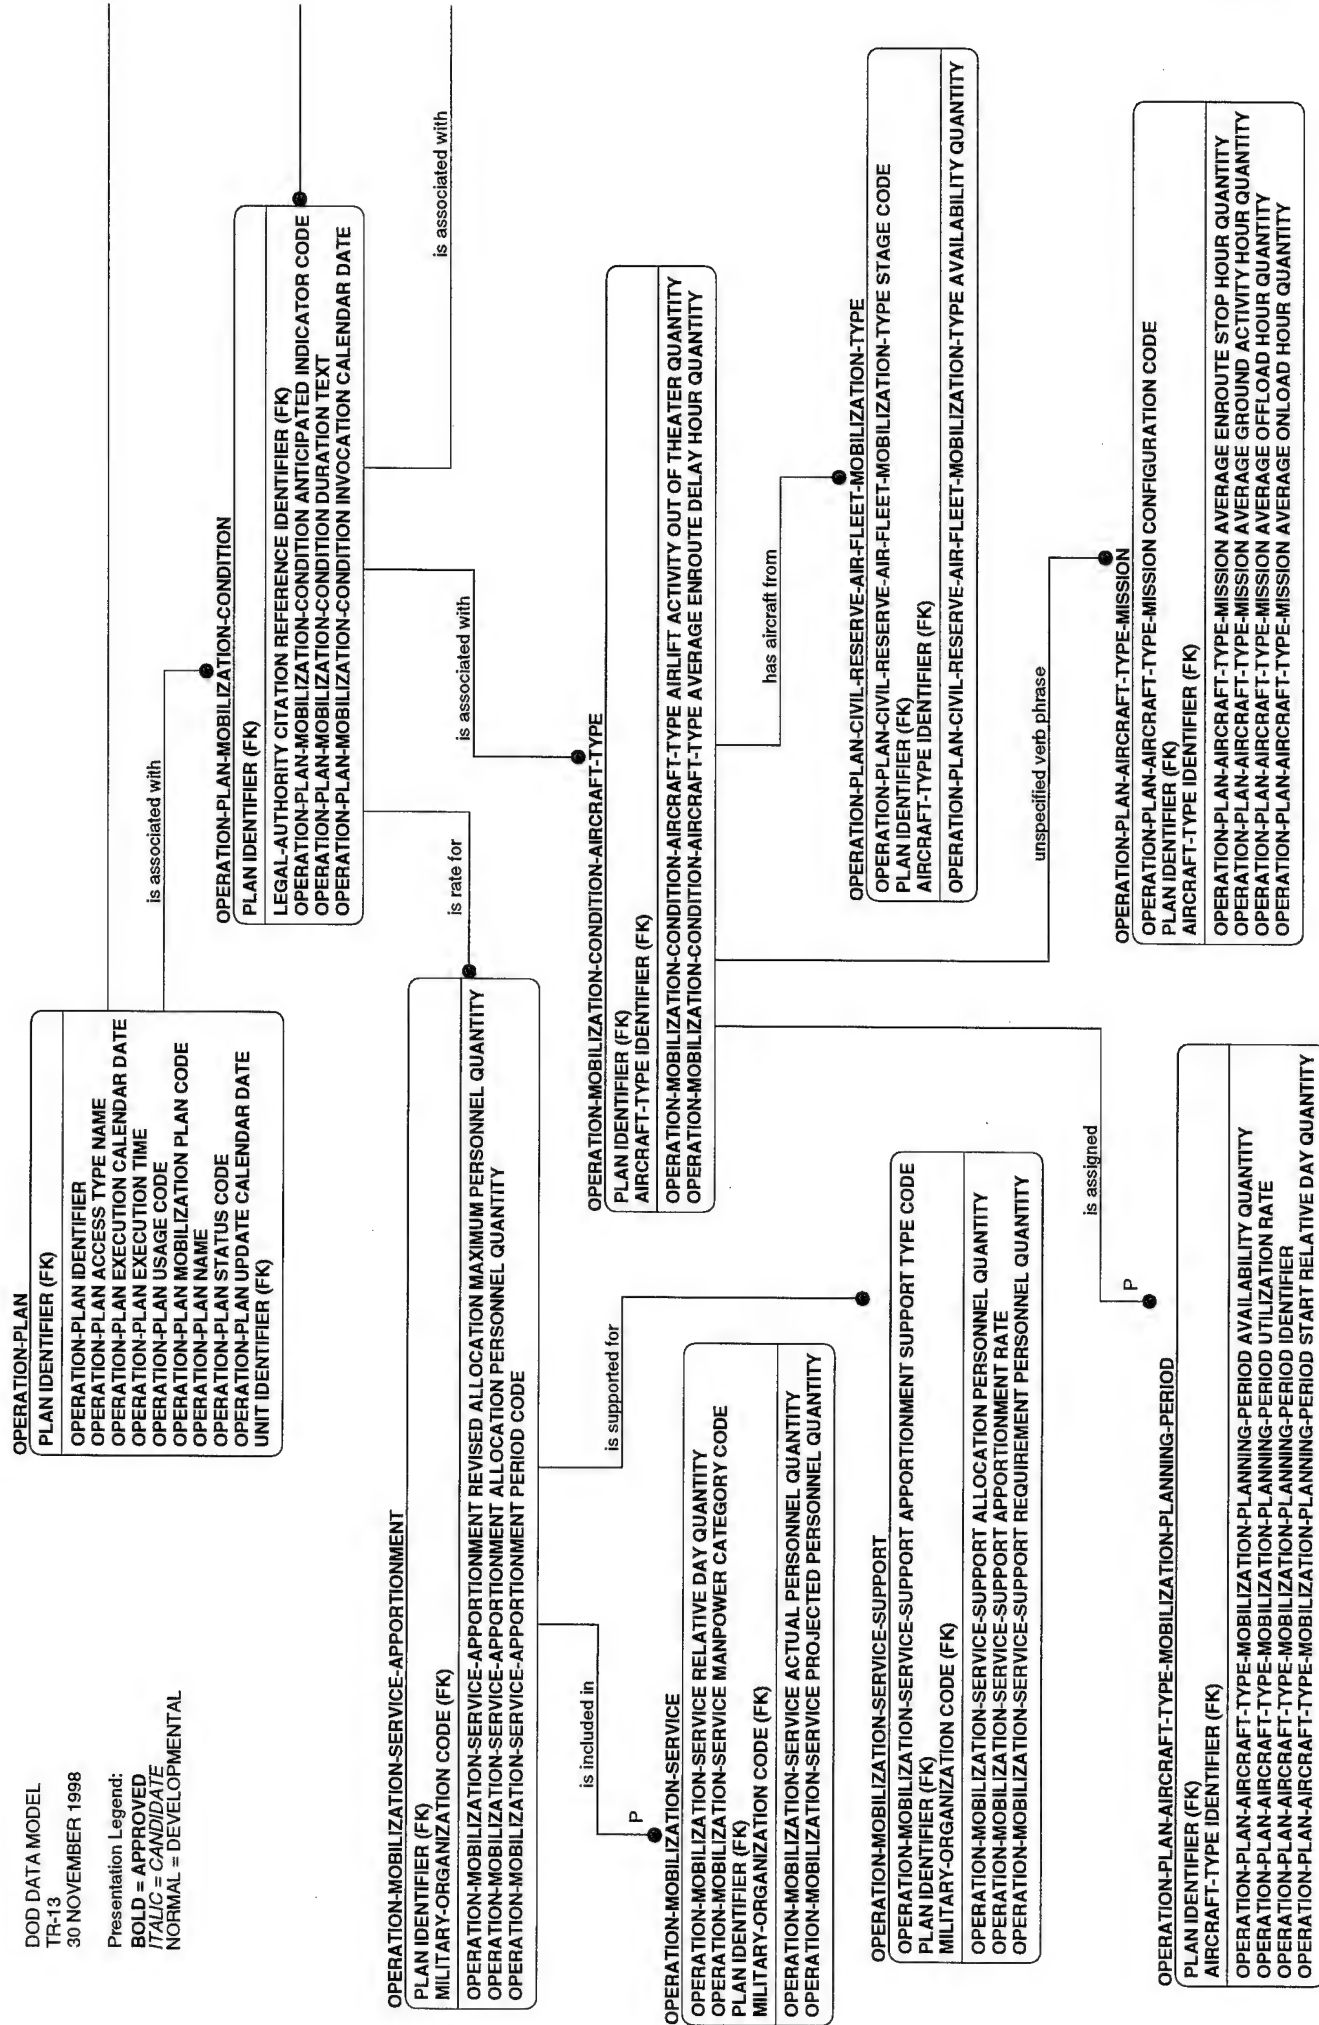 DOD DATA MODEL
TR-13
30 NOVEMBER 1998
Presentation Legend:
BOLD = APPROVED
ITALIC = CANDIDATE
NORMAL = DEVELOPMENTAL
OPERATION-PLAN
PLAN IDENTIFIER (FK)
OPERATION-PLAN IDENTIFIER
OPERATION-PLAN ACCESS TYPE NAME
OPERATION-PLAN EXECUTION CALENDAR DATE
OPERATION-PLAN EXECUTION TIME
OPERATION-PLAN USAGE CODE
OPERATION-PLAN MOBILIZATION PLAN CODE
OPERATION-PLAN NAME
OPERATION-PLAN STATUS CODE
OPERATION-PLAN UPDATE CALENDAR DATE
UNIT IDENTIFIER (FK)
is associated with
OPERATION-PLAN-MOBILIZATION-CONDITION
PLAN IDENTIFIER (FK)
LEGAL-AUTHORITY CITATION REFERENCE IDENTIFIER (FK)
OPERATION-PLAN-MOBILIZATION-CONDITION ANTICIPATED INDICATOR CODE
OPERATION-PLAN-MOBILIZATION-CONDITION DURATION TEXT
OPERATION-PLAN-MOBILIZATION-CONDITION INVOCATION CALENDAR DATE
is rate for
is associated with
is associated with
OPERATION-MOBILIZATION-SERVICE-APPORTIONMENT
PLAN IDENTIFIER (FK)
MILITARY-ORGANIZATION CODE (FK)
OPERATION-MOBILIZATION-SERVICE-APPORTIONMENT REVISED ALLOCATION MAXIMUM PERSONNEL QUANTITY
OPERATION-MOBILIZATION-SERVICE-APPORTIONMENT ALLOCATION PERSONNEL QUANTITY
OPERATION-MOBILIZATION-SERVICE-APPORTIONMENT PERIOD CODE
is included in
P
is supported for
OPERATION-MOBILIZATION-CONDITION-AIRCRAFT-TYPE
PLAN IDENTIFIER (FK)
AIRCRAFT-TYPE IDENTIFIER (FK)
OPERATION-MOBILIZATION-CONDITION-AIRCRAFT-TYPE AIRLIFT ACTIVITY OUT OF THEATER QUANTITY
OPERATION-MOBILIZATION-CONDITION-AIRCRAFT-TYPE AVERAGE ENROUTE DELAY HOUR QUANTITY
OPERATION-MOBILIZATION-SERVICE
OPERATION-MOBILIZATION-SERVICE RELATIVE DAY QUANTITY
OPERATION-MOBILIZATION-SERVICE MANPOWER CATEGORY CODE
PLAN IDENTIFIER (FK)
MILITARY-ORGANIZATION CODE (FK)
OPERATION-MOBILIZATION-SERVICE ACTUAL PERSONNEL QUANTITY
OPERATION-MOBILIZATION-SERVICE PROJECTED PERSONNEL QUANTITY
has aircraft from
OPERATION-MOBILIZATION-SERVICE-SUPPORT
OPERATION-MOBILIZATION-SERVICE-SUPPORT APPORTIONMENT SUPPORT TYPE CODE
PLAN IDENTIFIER (FK)
MILITARY-ORGANIZATION CODE (FK)
OPERATION-MOBILIZATION-SERVICE-SUPPORT ALLOCATION PERSONNEL QUANTITY
OPERATION-MOBILIZATION-SERVICE-SUPPORT APPORTIONMENT RATE
OPERATION-MOBILIZATION-SERVICE-SUPPORT REQUIREMENT PERSONNEL QUANTITY
OPERATION-PLAN-CIVIL-RESERVE-AIR-FLEET-MOBILIZATION-TYPE
OPERATION-PLAN-CIVIL-RESERVE-AIR-FLEET-MOBILIZATION-TYPE STAGE CODE
PLAN IDENTIFIER (FK)
AIRCRAFT-TYPE IDENTIFIER (FK)
OPERATION-PLAN-CIVIL-RESERVE-AIR-FLEET-MOBILIZATION-TYPE AVAILABILITY QUANTITY
is assigned
P
unspecified verb phrase
OPERATION-PLAN-AIRCRAFT-TYPE-MOBILIZATION-PLANNING-PERIOD
PLAN IDENTIFIER (FK)
AIRCRAFT-TYPE IDENTIFIER (FK)
OPERATION-PLAN-AIRCRAFT-TYPE-MOBILIZATION-PLANNING-PERIOD AVAILABILITY QUANTITY
OPERATION-PLAN-AIRCRAFT-TYPE-MOBILIZATION-PLANNING-PERIOD UTILIZATION RATE
OPERATION-PLAN-AIRCRAFT-TYPE-MOBILIZATION-PLANNING-PERIOD IDENTIFIER
OPERATION-PLAN-AIRCRAFT-TYPE-MOBILIZATION-PLANNING-PERIOD START RELATIVE DAY QUANTITY
OPERATION-PLAN-AIRCRAFT-TYPE-MISSION
OPERATION-PLAN-AIRCRAFT-TYPE-MISSION CONFIGURATION CODE
PLAN IDENTIFIER (FK)
AIRCRAFT-TYPE IDENTIFIER (FK)
OPERATION-PLAN-AIRCRAFT-TYPE-MISSION AVERAGE ENROUTE STOP HOUR QUANTITY
OPERATION-PLAN-AIRCRAFT-TYPE-MISSION AVERAGE GROUND ACTIVITY HOUR QUANTITY
OPERATION-PLAN-AIRCRAFT-TYPE-MISSION AVERAGE OFFLOAD HOUR QUANTITY
OPERATION-PLAN-AIRCRAFT-TYPE-MISSION AVERAGE ONLOAD HOUR QUANTITY